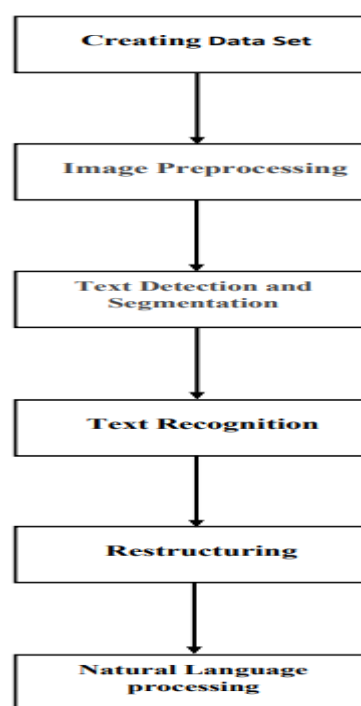 Creating Data Set
Image Preprocessing
Text Detection and
Segmentation
Text Recognition
Restructuring
Natural Language
processing